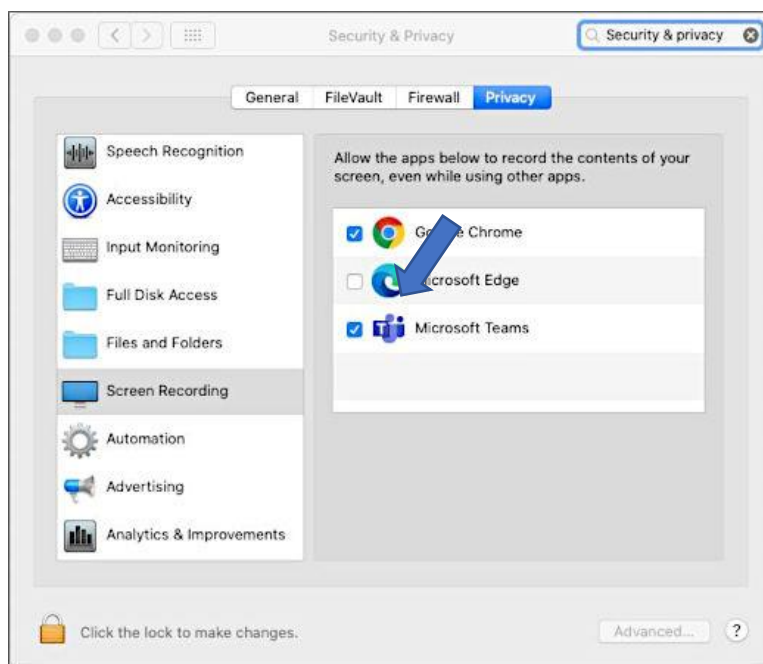 Security & Privacy
Security & privacy
General FileVault Firewall Privacy
Speech Recognition
Accessibility
Input Monitoring
Full Disk Access
Files and Folders
Screen Recording
Automation
Advertising
Analytics & Improvements
Allow the apps below to record the contents of your
screen, even while using other apps.
Chrome
Edge
Microsoft Teams
Click the lock to make changes.
Advanced...
?